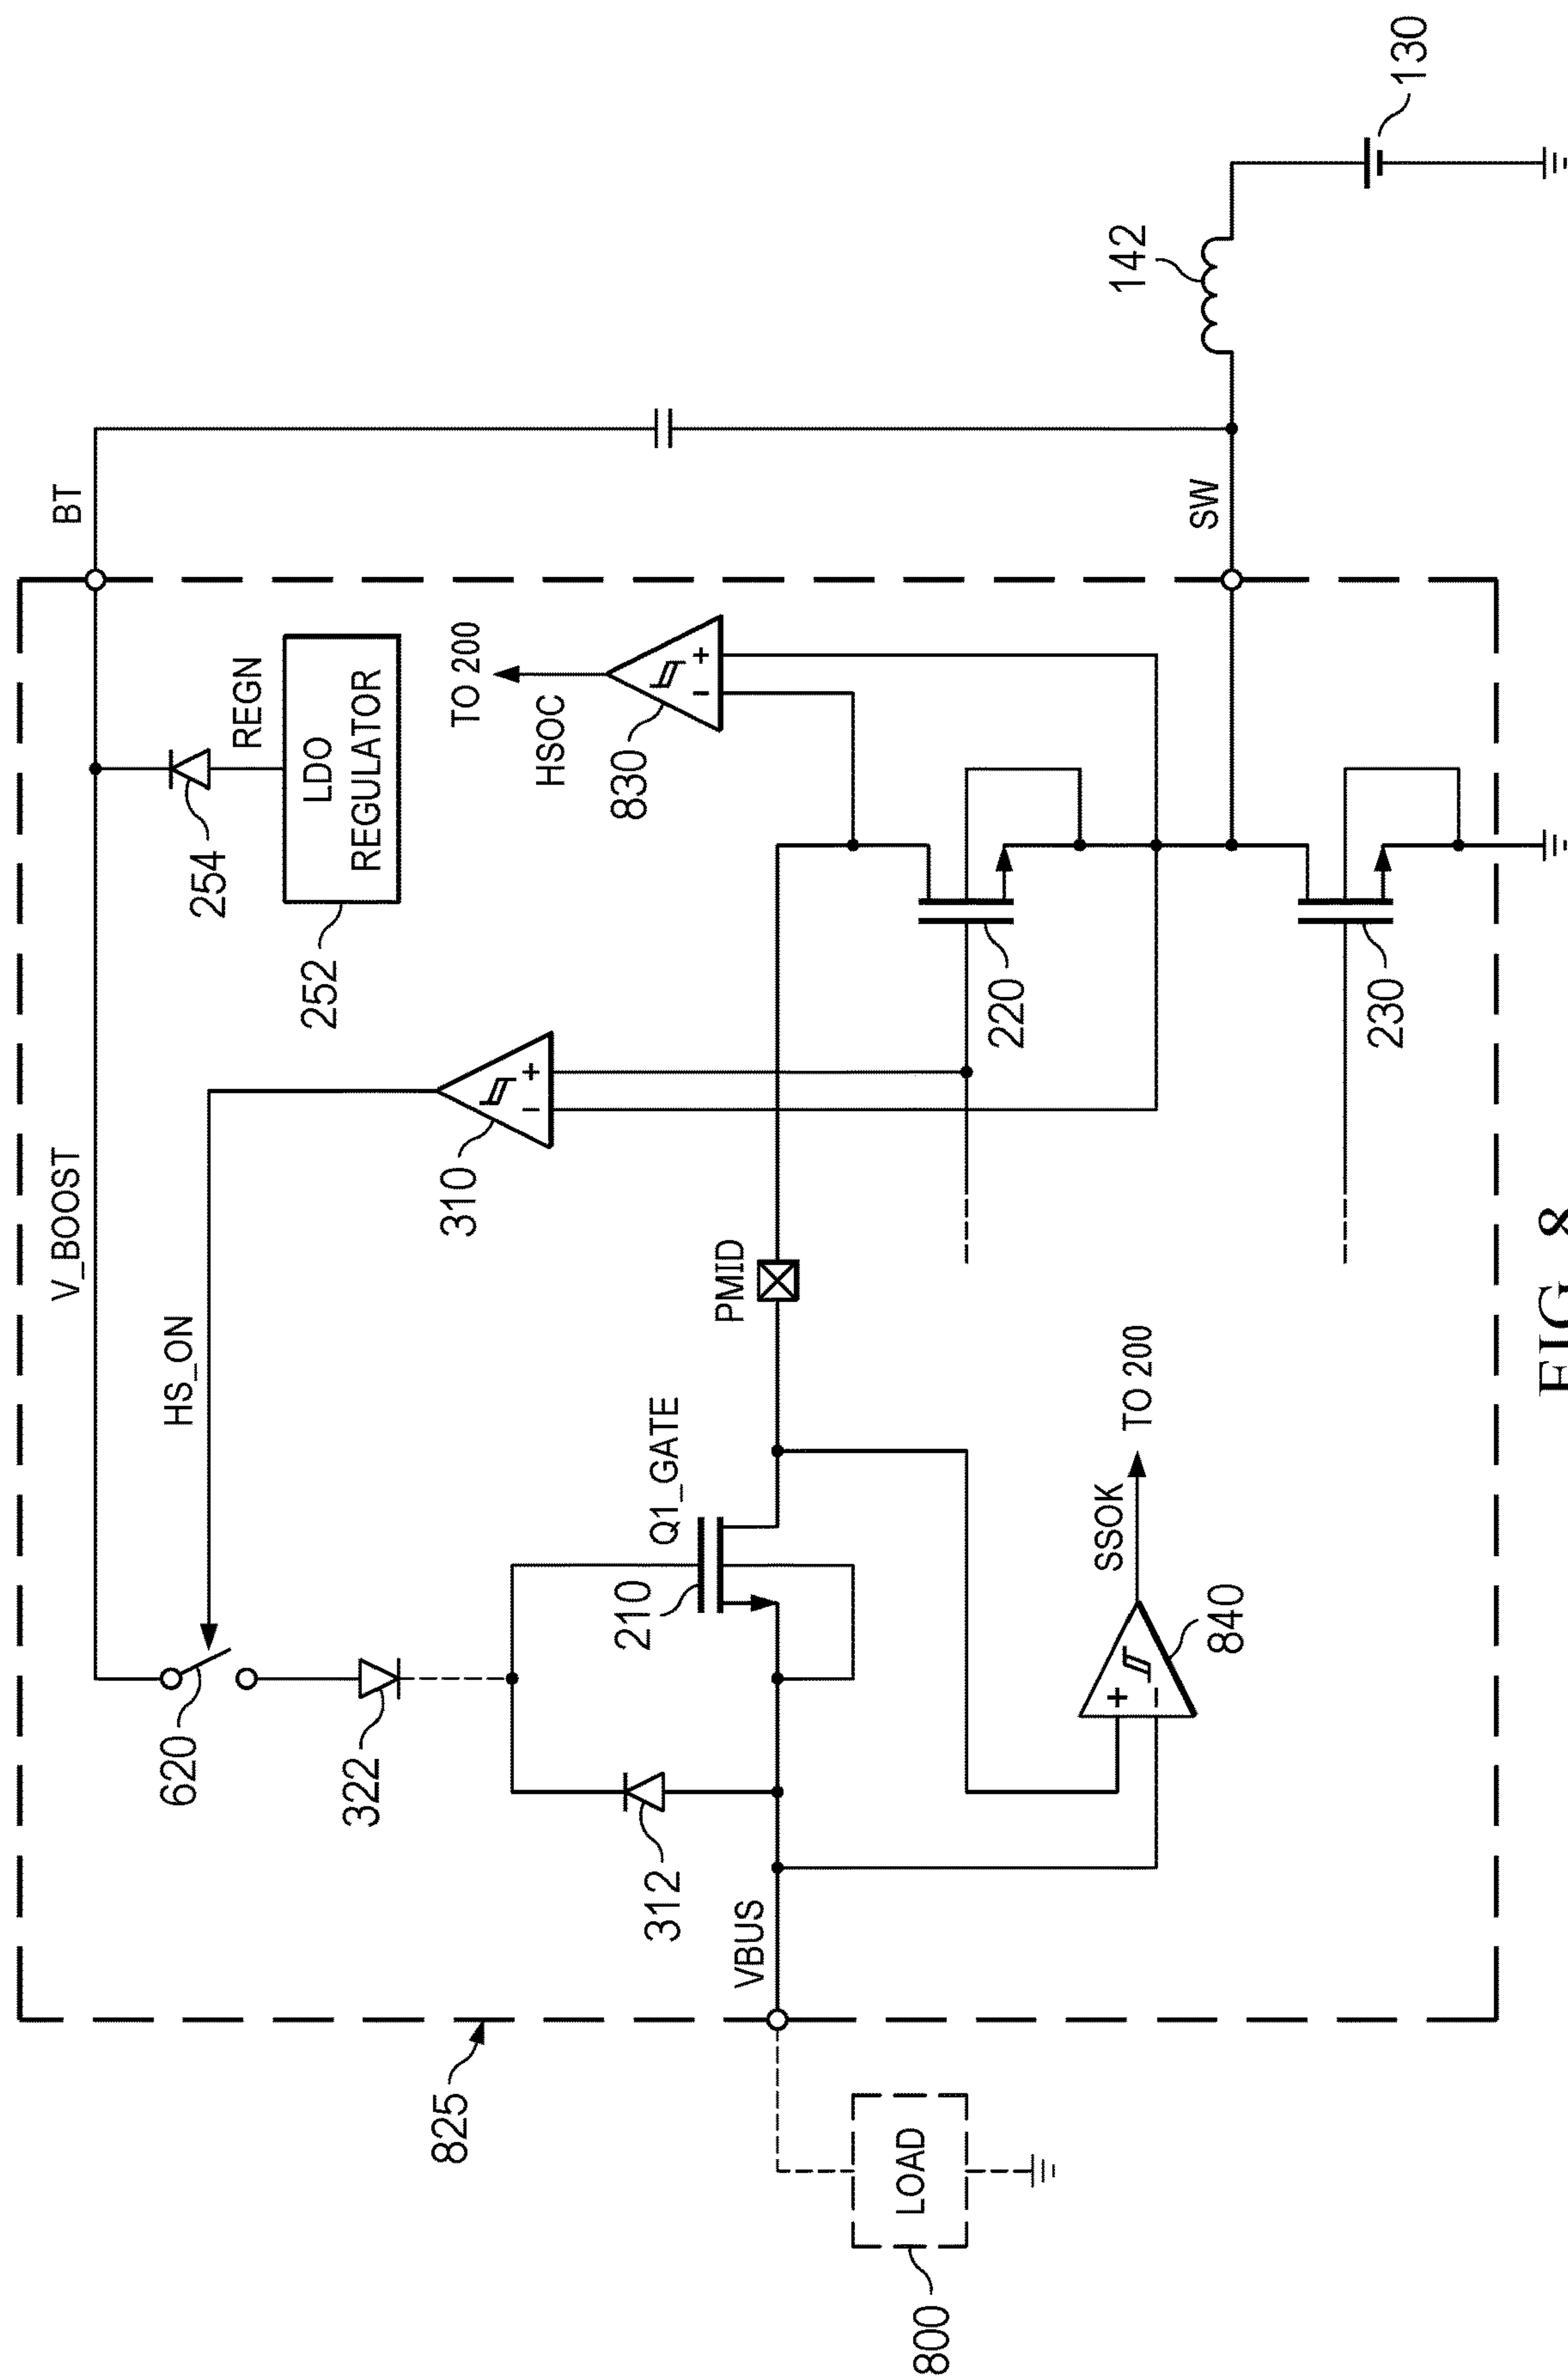 825
V_BOOST
BT
HS_ON
620
322
254
REGN
252
LDO
REGULATOR
310
+
−
TO 200
HSOC
830
+
−
Q1_GATE
210
312
VBUS
PMID
220
230
SSOK
TO 200
840
+
−
SW
142
130
LOAD
800
FIG. 8